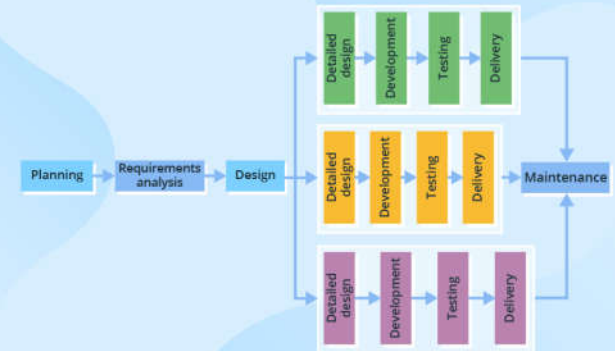 Detailed
design
Development
Testing
Delivery
Planning
Requirements
analysis
Design
Detailed
design
Development
Testing
Delivery
Maintenance
Detailed
design
Development
Testing
Delivery